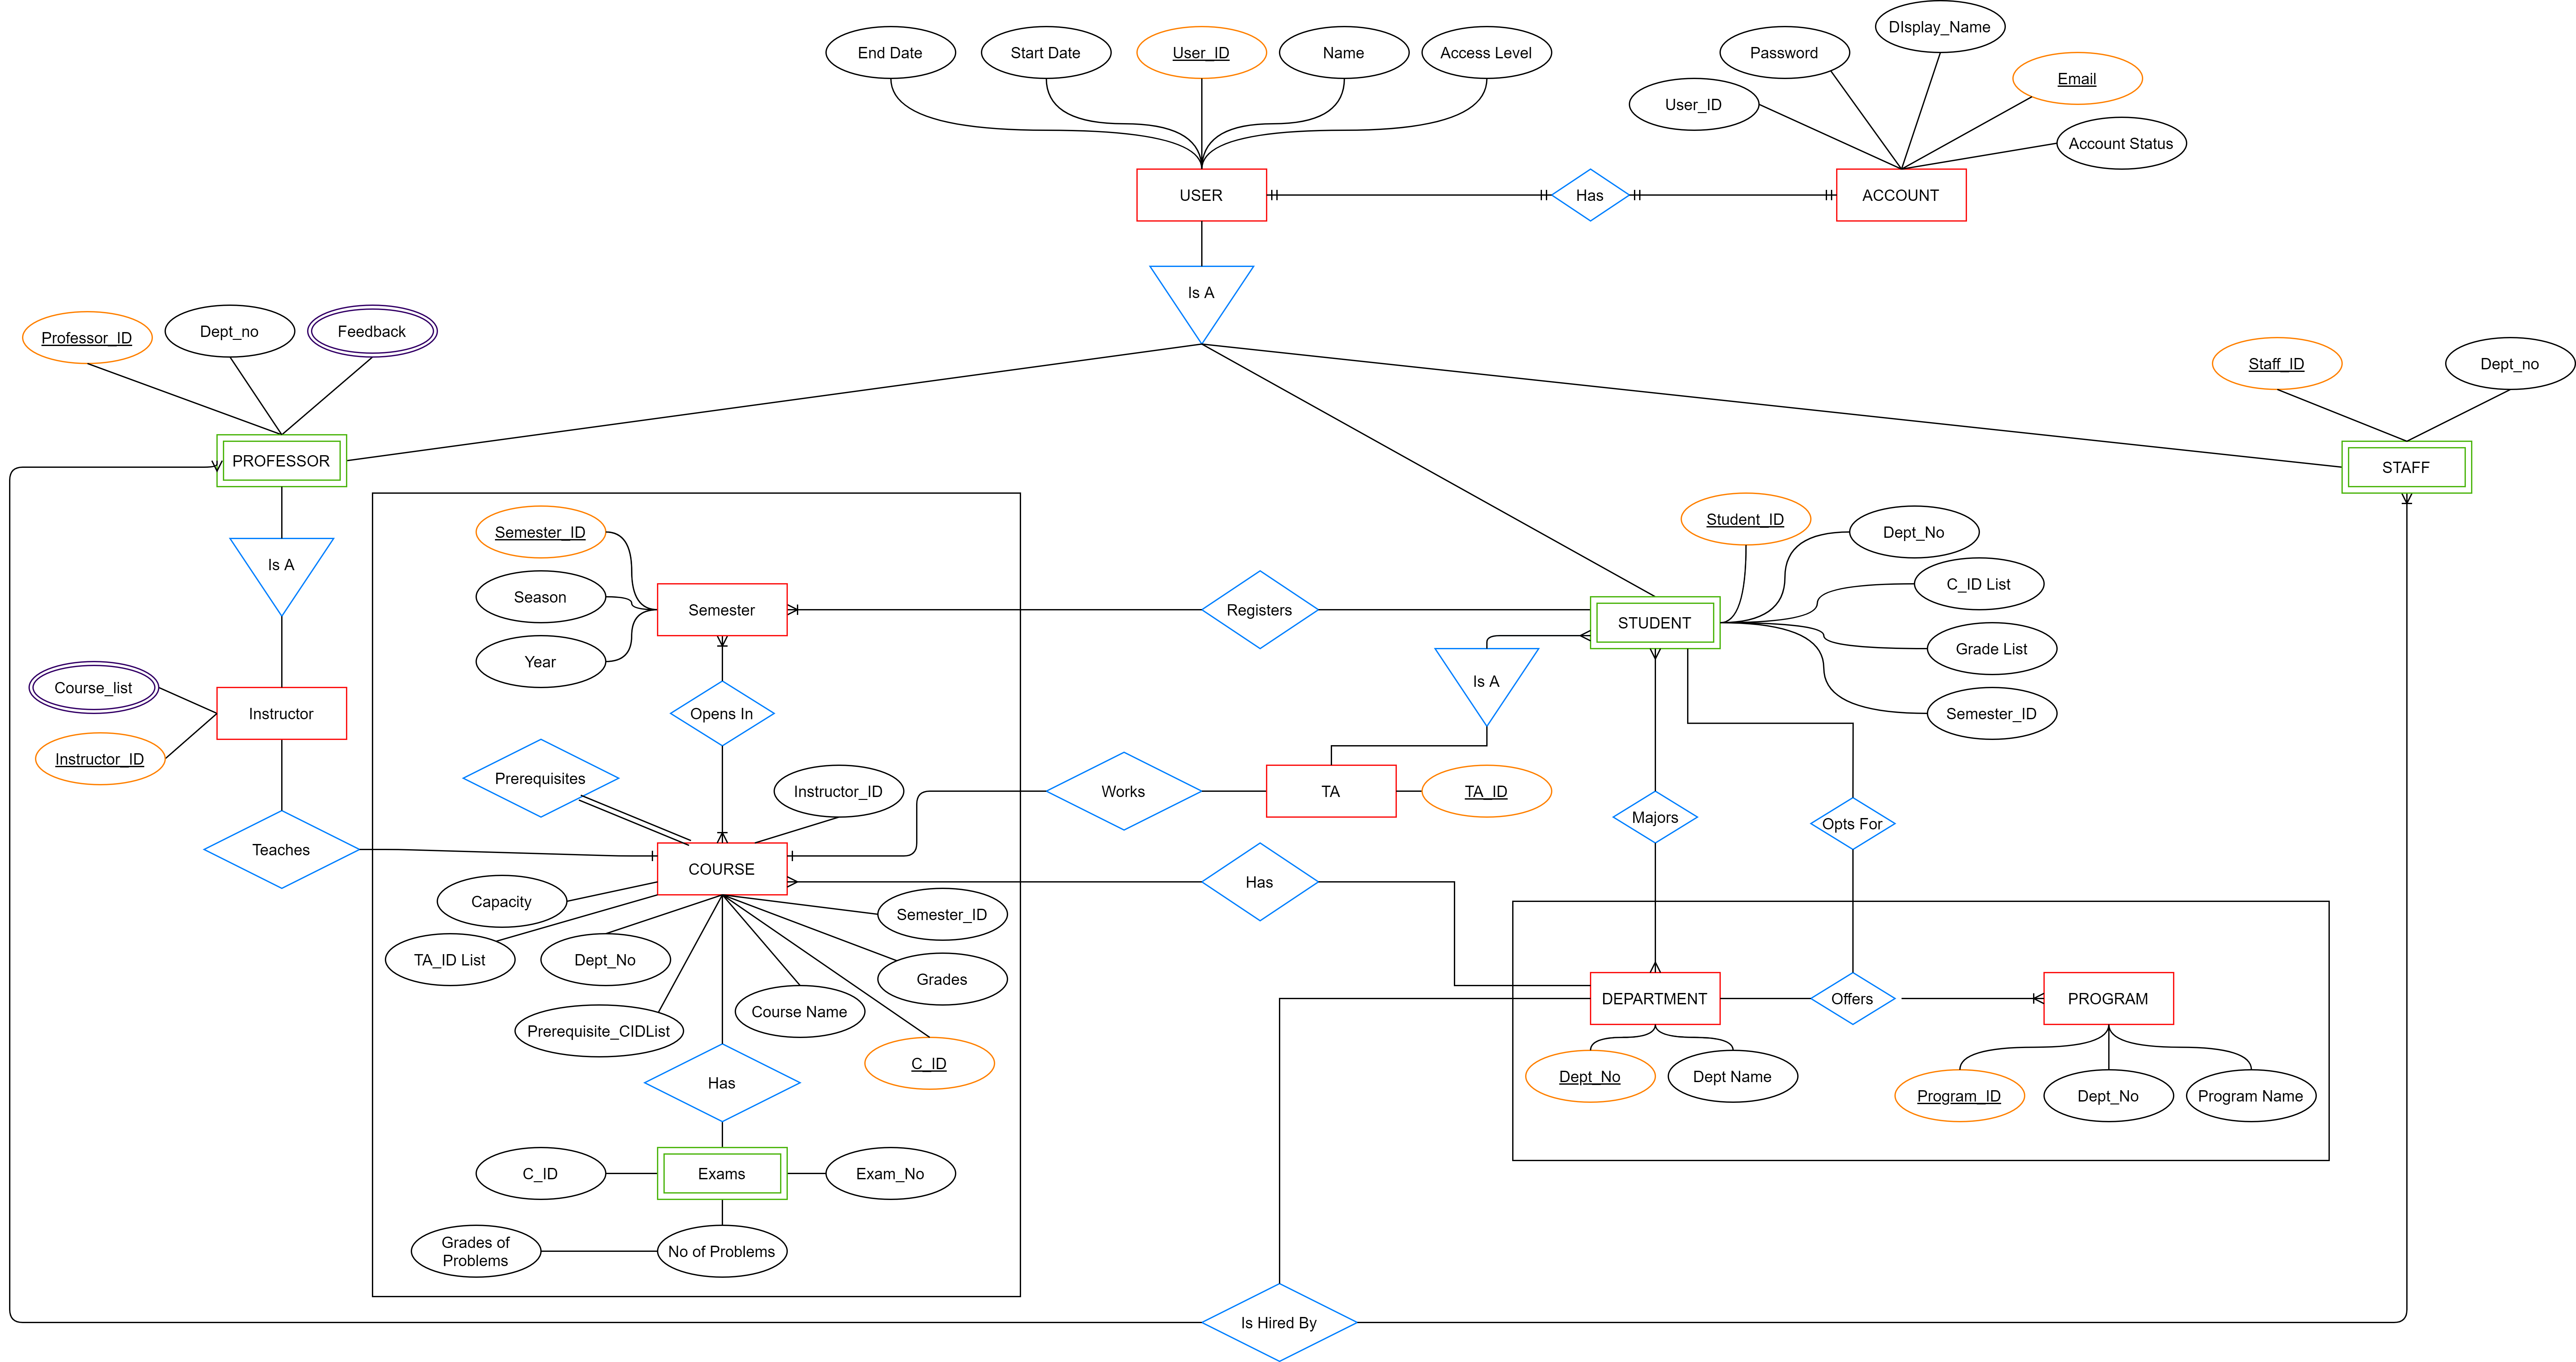 DIsplay_Name
End Date
Start Date
User_ID
Name
Access Level
Password
Email
User_ID
Account Status
USER
Has
ACCOUNT
Is A
Professor_ID
Dept_no
Feedback
Staff_ID
Dept_no
PROFESSOR
STAFF
Semester_ID
Student_ID
Dept_No
Is A
C_ID List
Season
Semester
Registers
STUDENT
Year
Grade List
Is A
Course_list
Instructor
Opens In
Semester_ID
Instructor_ID
Prerequisites
Instructor_ID
Works
TA
TA_ID
Majors
Opts For
Teaches
COURSE
Has
Capacity
Semester_ID
TA_ID List
Dept_No
Grades
Course Name
Prerequisite_CIDList
DEPARTMENT
Offers
PROGRAM
C_ID
Dept_No
Dept Name
Has
Program_ID
Dept_No
Program Name
C_ID
Exams
Exam_No
Grades of
Problems
No of Problems
Is Hired By